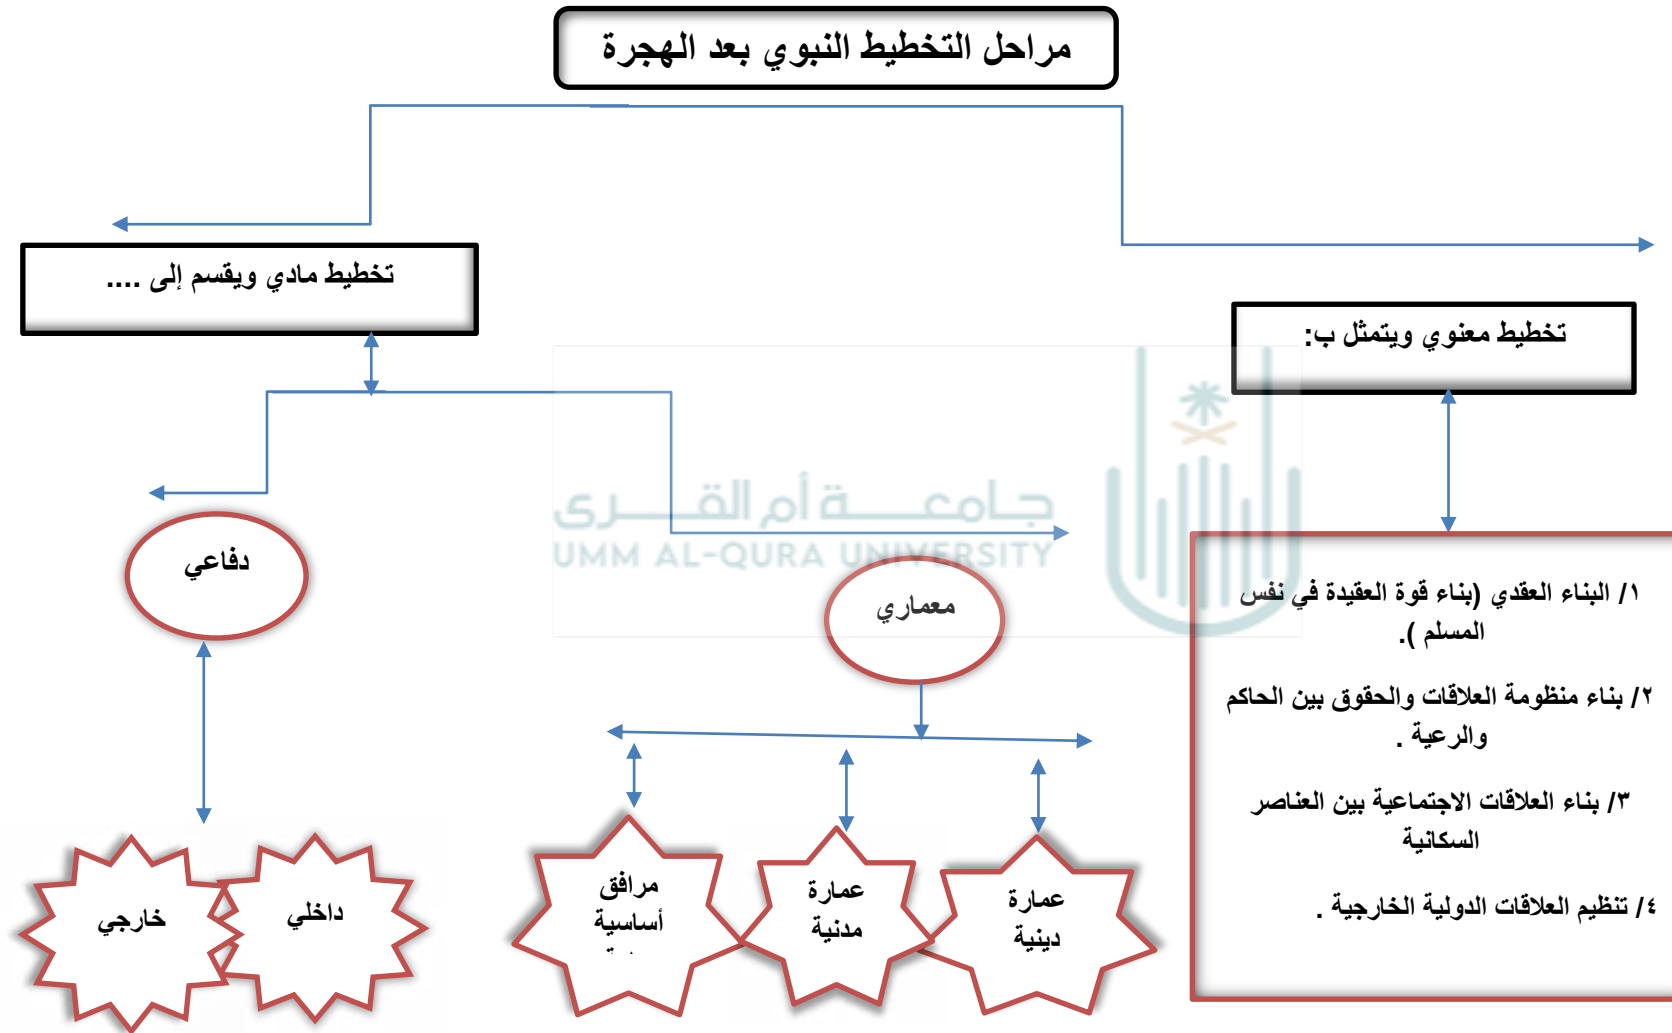 مراحل التخطيط النبوي بعد الهجرة
تخطيط معنوي ويتمثل ب:
١/ البناء العقدي (بناء قوة العقيدة في نفس
المسلم ).
٢/ بناء منظومة العلاقات والحقوق بين الحاكم
والرعية .
٣/ بناء العلاقات الاجتماعية بين العناصر
السكانية
٤/ تنظيم العلاقات الدولية الخارجية .
تخطيط مادي ويقسم إلى ....
معماري
عمارة
دينية
عمارة
مدنية
مرافق
أساسية
دفاعي
داخلي
خارجي
جامعة أم القرى
UMM AL-QURA UNIVERSITY